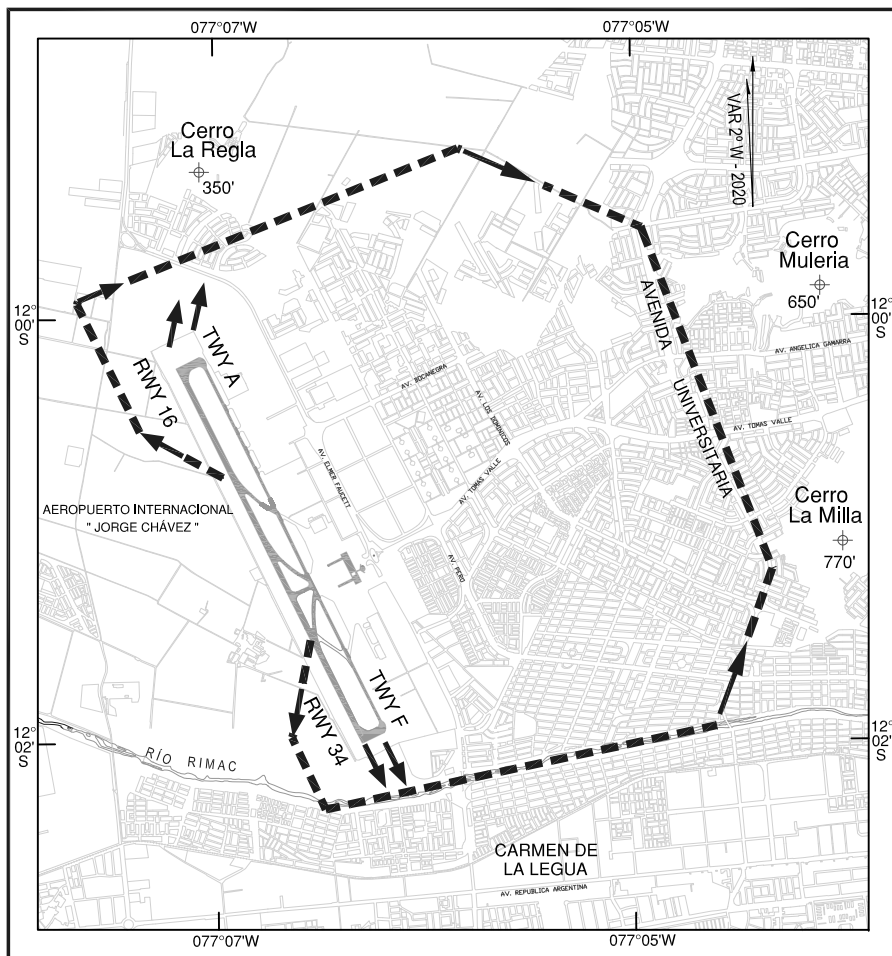 077°07'W
077°05'W
VAR 2° W - 2020
Cerro
La Regla
350'
Cerro
Muleria
650'
12°
00'
S
12°
00'
S
AVENIDA
UNIVERSITARIA
AV. ANGELICA GAMARRA
TWY A
RWY 16
AV. BOCANEGRA
AV. LOS DOMINICOS
AV. TOMAS VALLE
AV. TOMAS VALLE
AV. ELMER FAUCETT
Cerro
La Milla
770'
AEROPUERTO INTERNACIONAL
" JORGE CHÁVEZ "
AV. PERO
TWY F
RWY 34
12°
02'
S
12°
02'
S
RÍO RIMAC
CARMEN DE
LA LEGUA
AV. REPUBLICA ARGENTINA
077°07'W
077°05'W